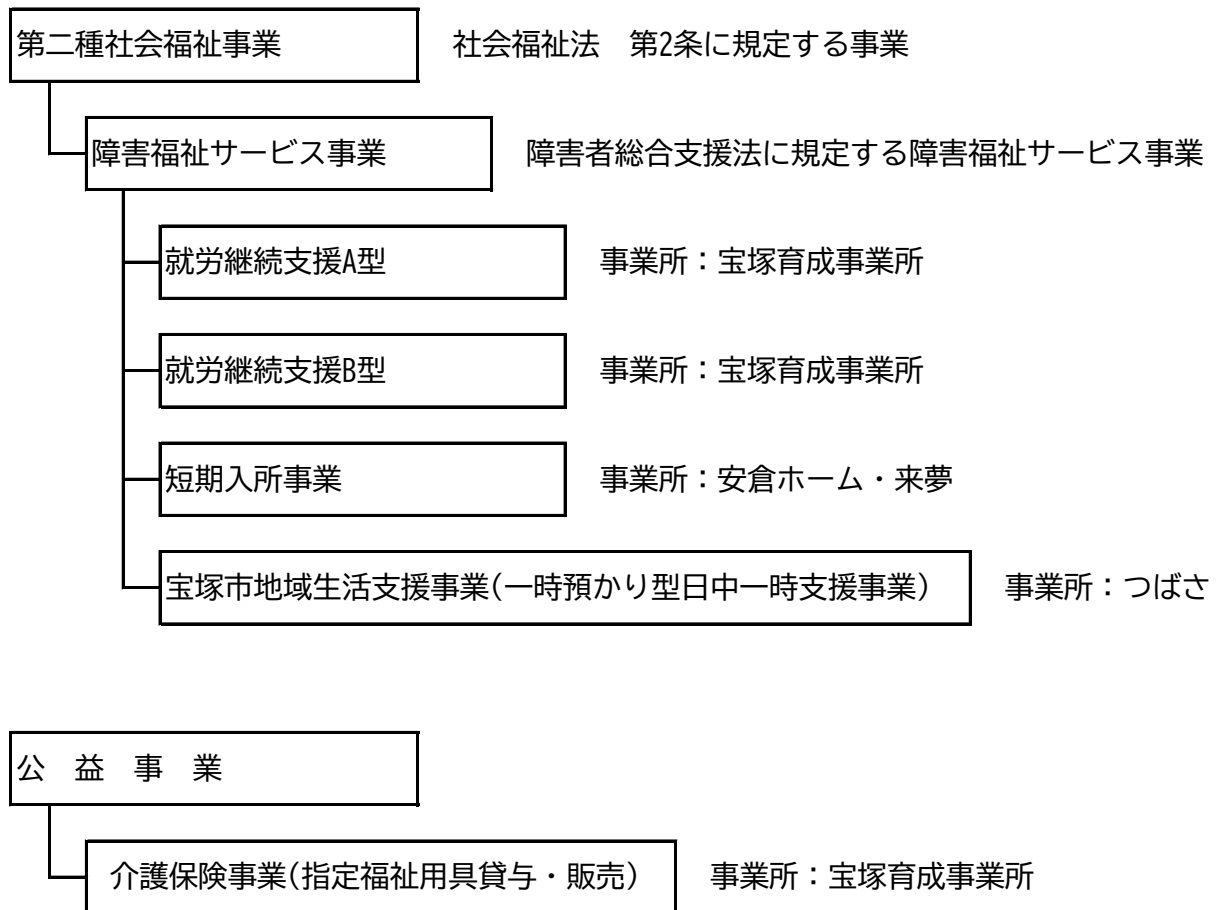 第二種社会福祉事業　社会福祉法　第2条に規定する事業
障害福祉サービス事業　障害者総合支援法に規定する障害福祉サービス事業
就労継続支援A型　事業所：宝塚育成事業所
就労継続支援B型　事業所：宝塚育成事業所
短期入所事業　事業所：安倉ホーム・来夢
宝塚市地域生活支援事業(一時預かり型日中一時支援事業)　事業所：つばさ
公　益　事　業
介護保険事業(指定福祉用具貸与・販売)　事業所：宝塚育成事業所